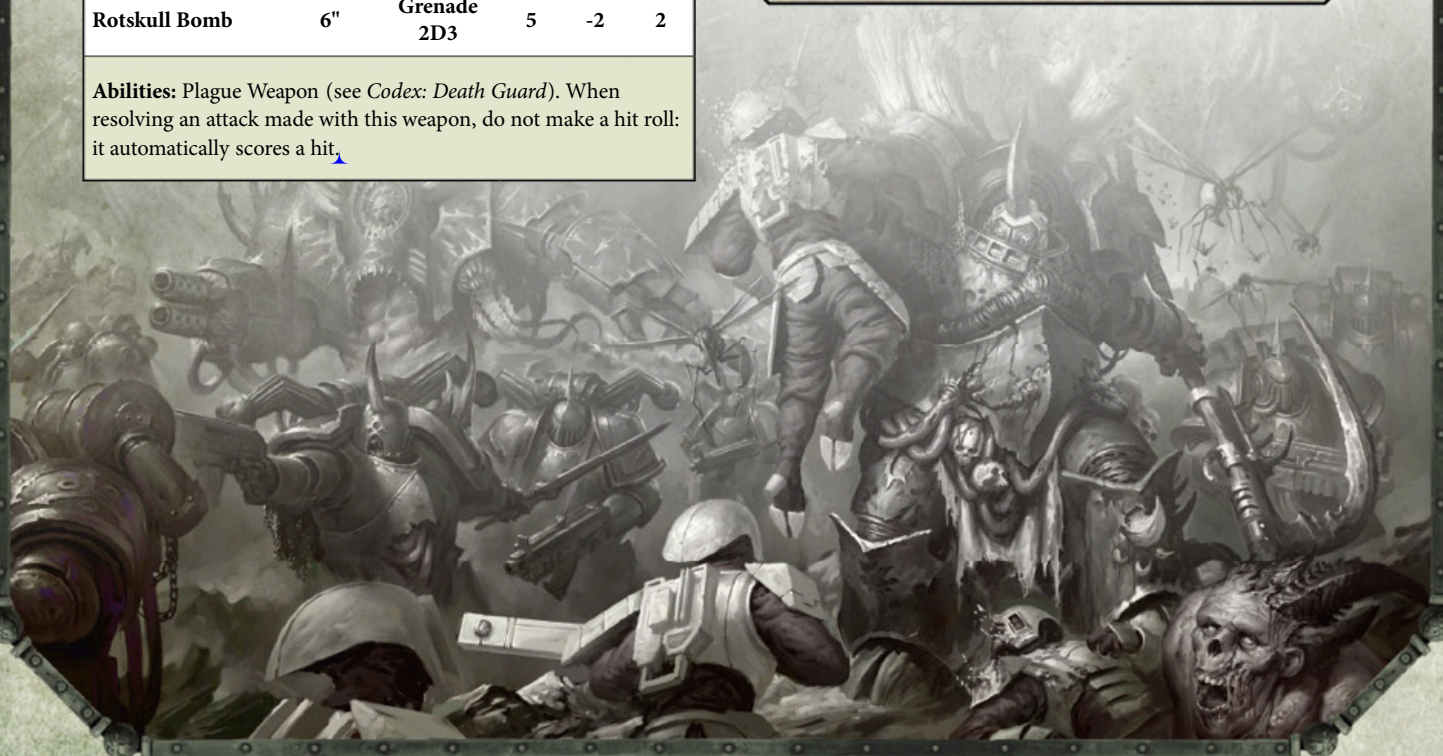 Rotskull Bomb 6" Grenade 2D3 5 -2 2
Abilities: Plague Weapon (see Codex: Death Guard). When
resolving an attack made with this weapon, do not make a hit roll:
it automatically scores a hit.